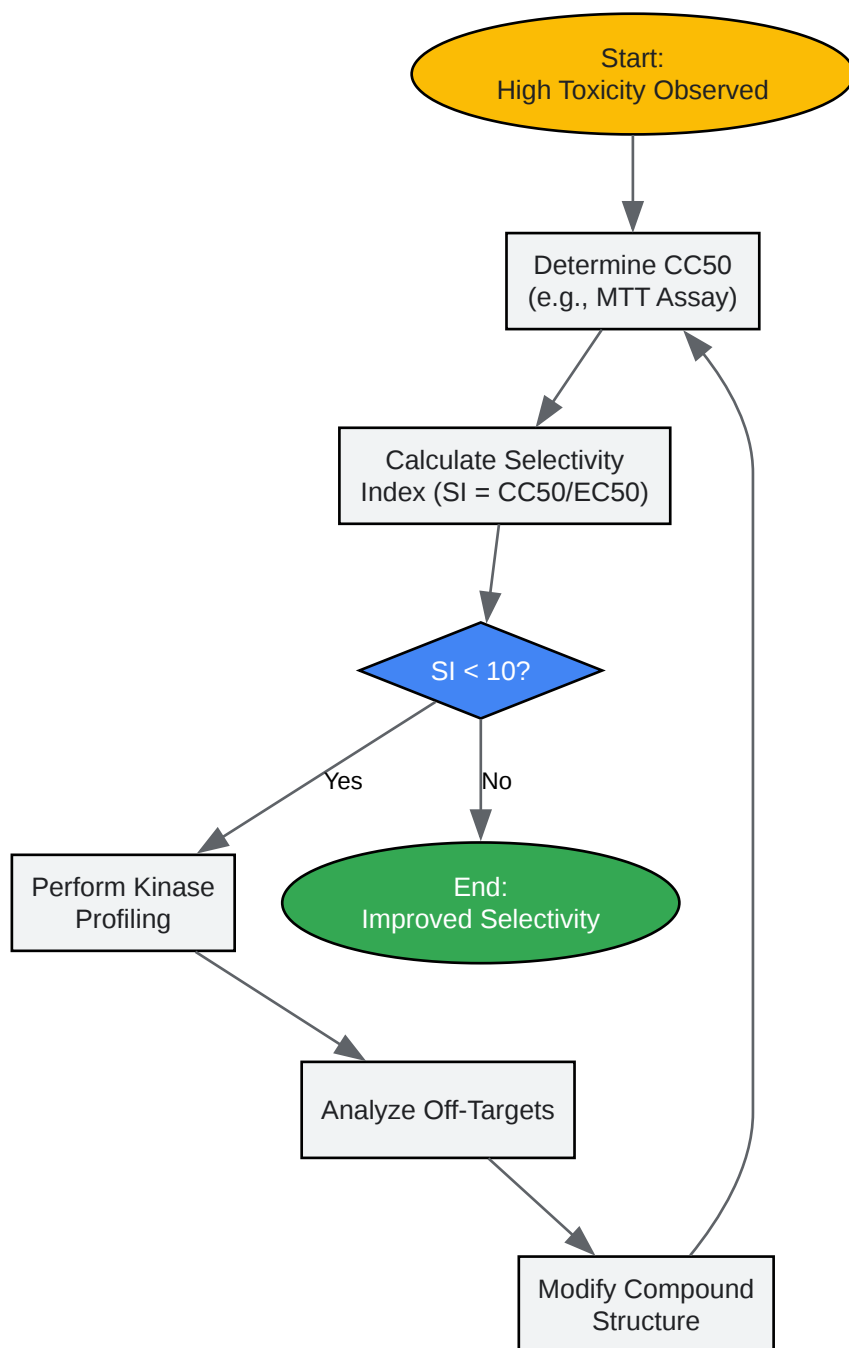 Start:
High Toxicity Observed
Determine CC50
(e.g., MTT Assay)
Calculate Selectivity
Index (SI = CC50/EC50)
SI < 10?
Yes
No
Perform Kinase
Profiling
End:
Improved Selectivity
Analyze Off-Targets
Modify Compound
Structure